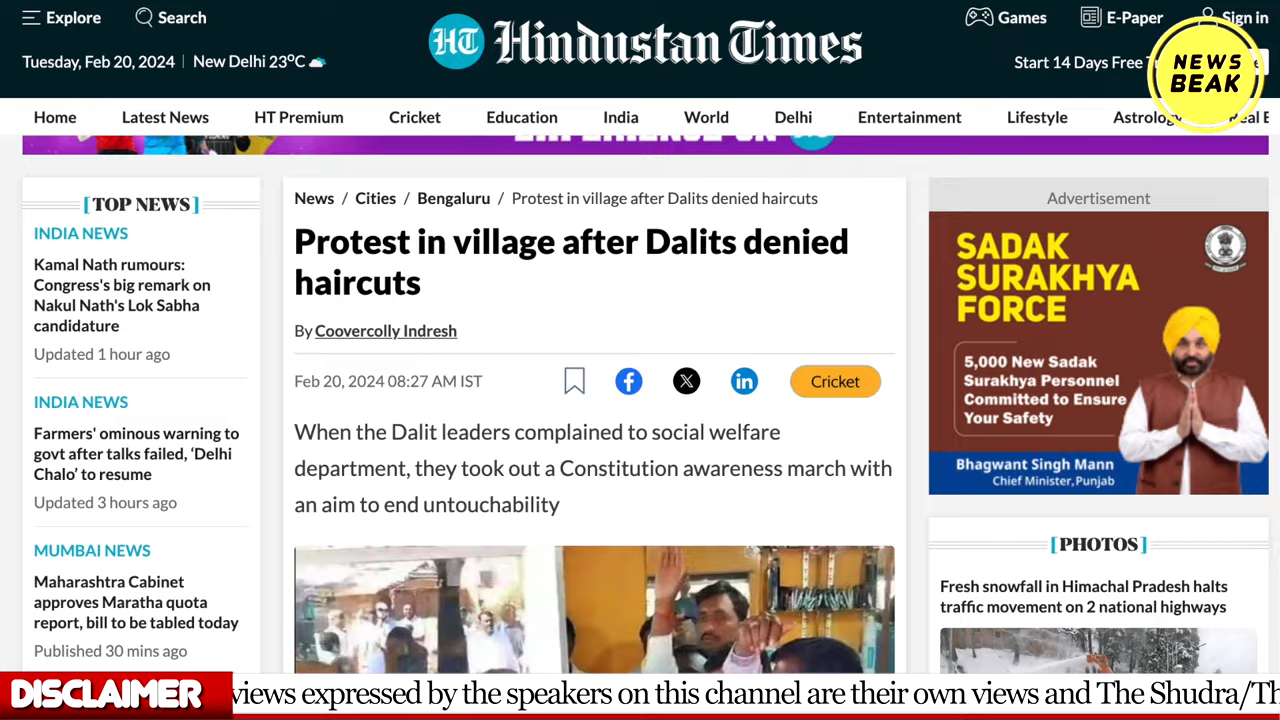 Explore
Search
HT Hindustan Times
Games
E-Paper
Sign in
Tuesday, Feb 20, 2024
New Delhi 23°C
Start 14 Days Free
NEWS
BEAK
Home
Latest News
HT Premium
Cricket
Education
India
World
Delhi
Entertainment
Lifestyle
Astrology
[TOP NEWS]
INDIA NEWS
Kamal Nath rumours:
Congress's big remark on
Nakul Nath's Lok Sabha
candidature
Updated 1 hour ago
INDIA NEWS
Farmers' ominous warning to
govt after talks failed, ‘Delhi
Chalo’ to resume
Updated 3 hours ago
MUMBAI NEWS
Maharashtra Cabinet
approves Maratha quota
report, bill to be tabled today
Published 30 mins ago
News / Cities / Bengaluru / Protest in village after Dalits denied haircuts
Protest in village after Dalits denied
haircuts
By Coovercolly Indresh
Feb 20, 2024 08:27 AM IST
Cricket
When the Dalit leaders complained to social welfare
department, they took out a Constitution awareness march with
an aim to end untouchability
Advertisement
SADAK
SURAKHYA
FORCE
5,000 New Sadak
Surakhya Personnel
Committed to Ensure
Your Safety
Bhagwant Singh Mann
Chief Minister, Punjab
[PHOTOS]
Fresh snowfall in Himachal Pradesh halts
traffic movement on 2 national highways
DISCLAIMER
views expressed by the speakers on this channel are their own views and The Shudra/Th